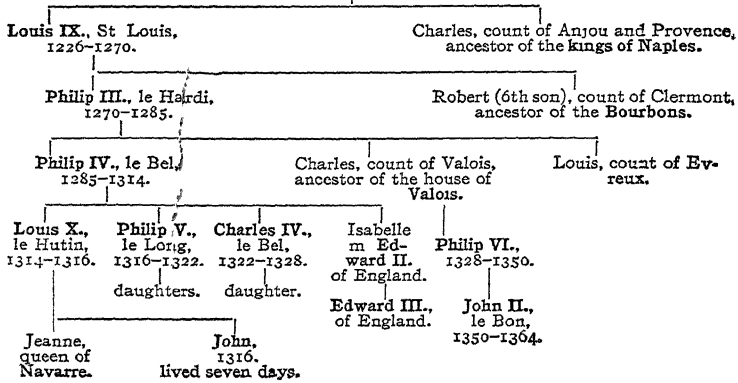 Louis IX., St Louis,
1226–1270.
Charles, count of Anjou and Provence,
ancestor of the kings of Naples.
Philip III., le Hardi,
1270–1285.
Robert (6th son), count of Clermont,
ancestor of the Bourbons.
Philip IV., le Bel,
1285–1314.
Charles, count of Valois,
ancestor of the house of
Valois.
Louis, count of Ev-
reux.
Louis X.,
le Hutin,
1314–1316.
Philip V.,
le Long,
1316–1322.
daughters.
Charles IV.,
le Bel,
1322–1328.
daughter.
Isabelle
m Ed-
ward II.
of England.
Edward III.,
of England.
Philip VI.,
1328–1350.
John II.,
le Bon,
1350–1364.
Jeanne,
queen of
Navarre.
John,
1316.
lived seven days.